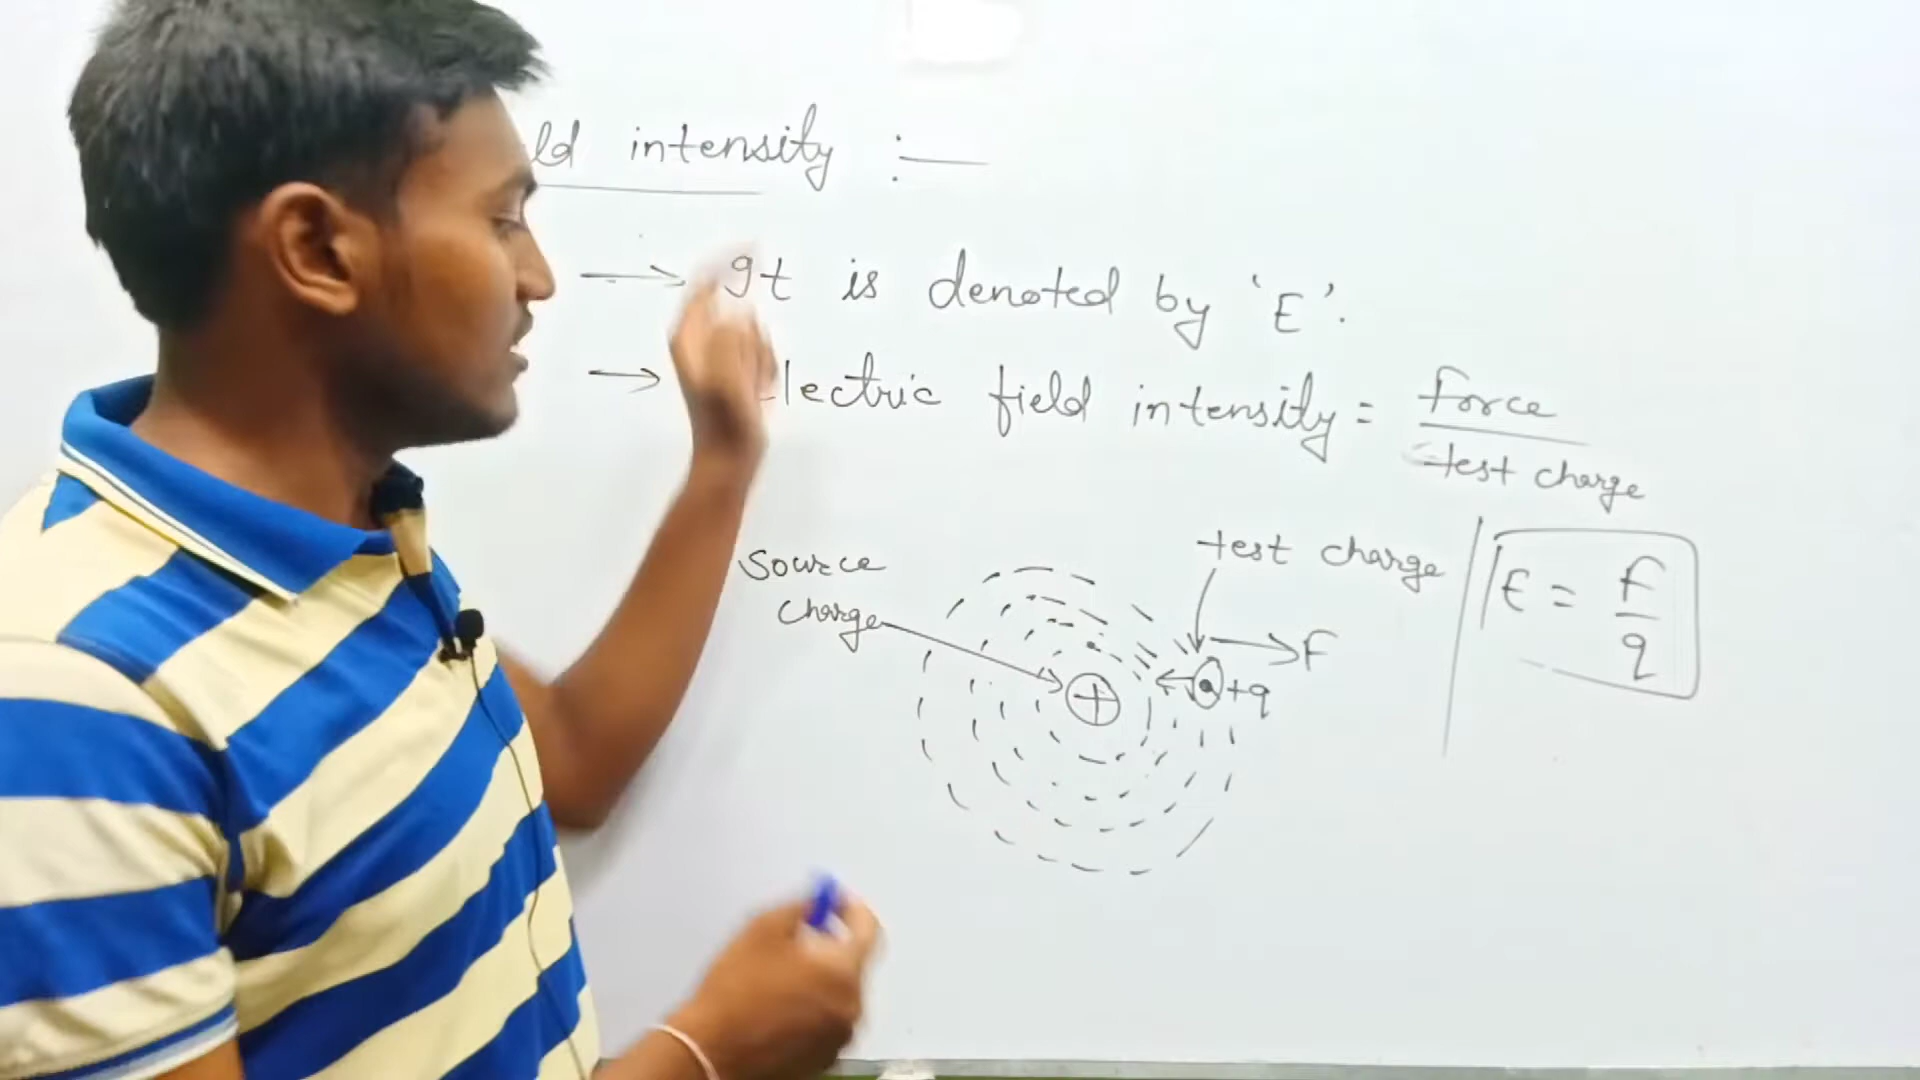 ld intensity :—
→ It is denoted by 'E'.
→ Electric field intensity = Force
test charge
Source
charge
test charge
F
+
+q
E = F
q